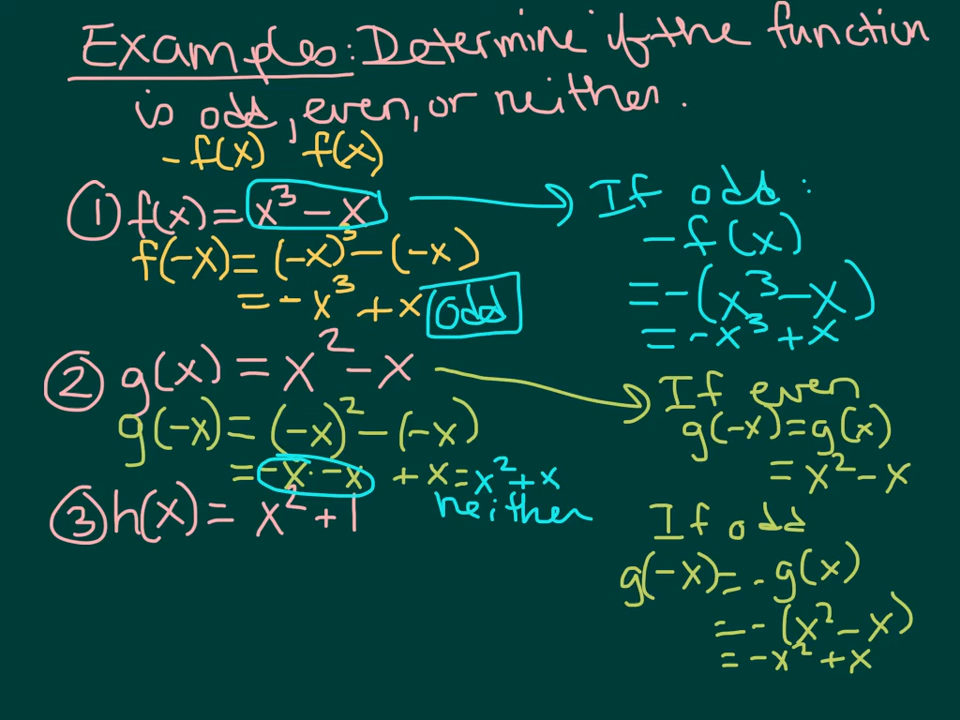 Examples: Determine if the function
is odd, even, or neither.
-f(x) f(x)
① f(x) = x³ - x
f(-x) = (-x)³ - (-x)
= -x³ + x odd
If odd:
-f(x)
= -(x³ - x)
= -x³ + x
② g(x) = x² - x
g(-x) = (-x)² - (-x)
= -x · -x + x = x² + x
neither
If even
g(-x) = g(x)
= x² - x
If odd
g(-x) = -g(x)
= -(x² - x)
= -x² + x
③ h(x) = x² + 1